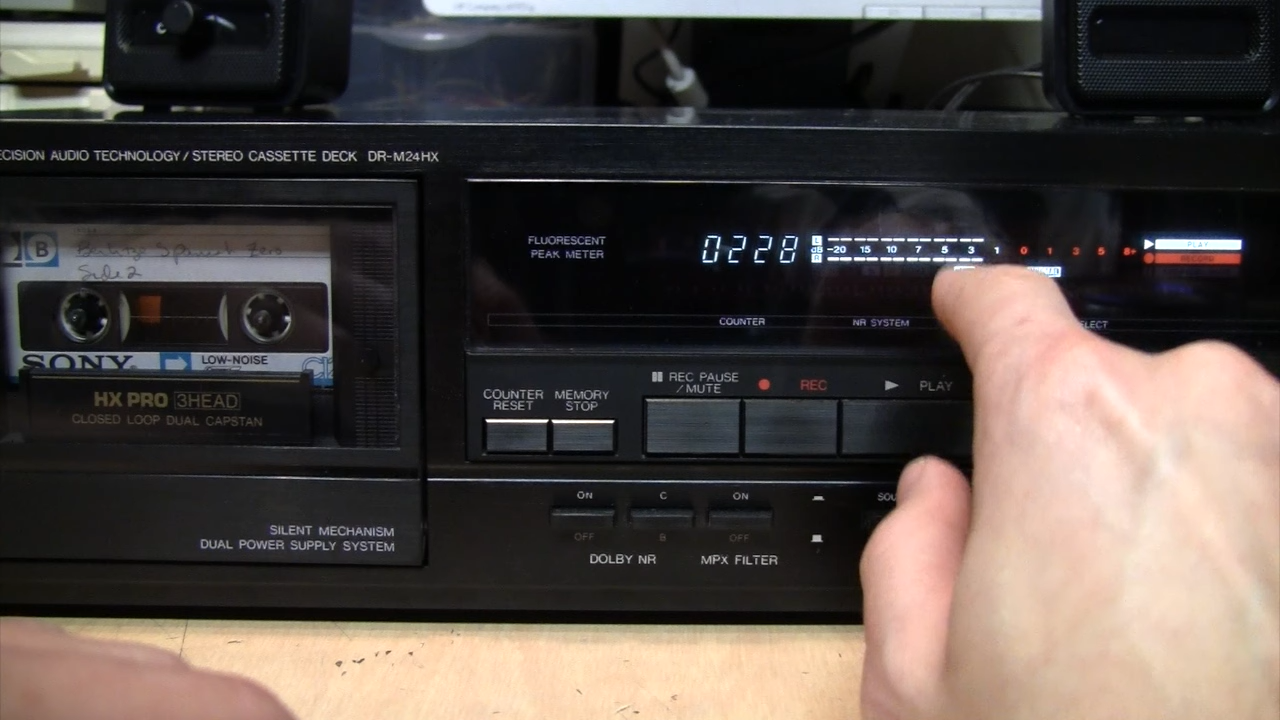 ECISION AUDIO TECHNOLOGY/STEREO CASSETTE DECK DR-M24HX
B
Side 2
SONY
LOW-NOISE
HX PRO 3HEAD
CLOSED LOOP DUAL CAPSTAN
SILENT MECHANISM
DUAL POWER SUPPLY SYSTEM
FLUORESCENT
PEAK METER
0228
L
dB -20 15 10 7 5 3 1 0 1 3 5 8+
R
PLAY
RECORD
COUNTER NR SYSTEM
COUNTER
RESET
MEMORY
STOP
REC PAUSE
/MUTE
REC
PLAY
ON C ON
OFF B OFF
DOLBY NR MPX FILTER
SOU